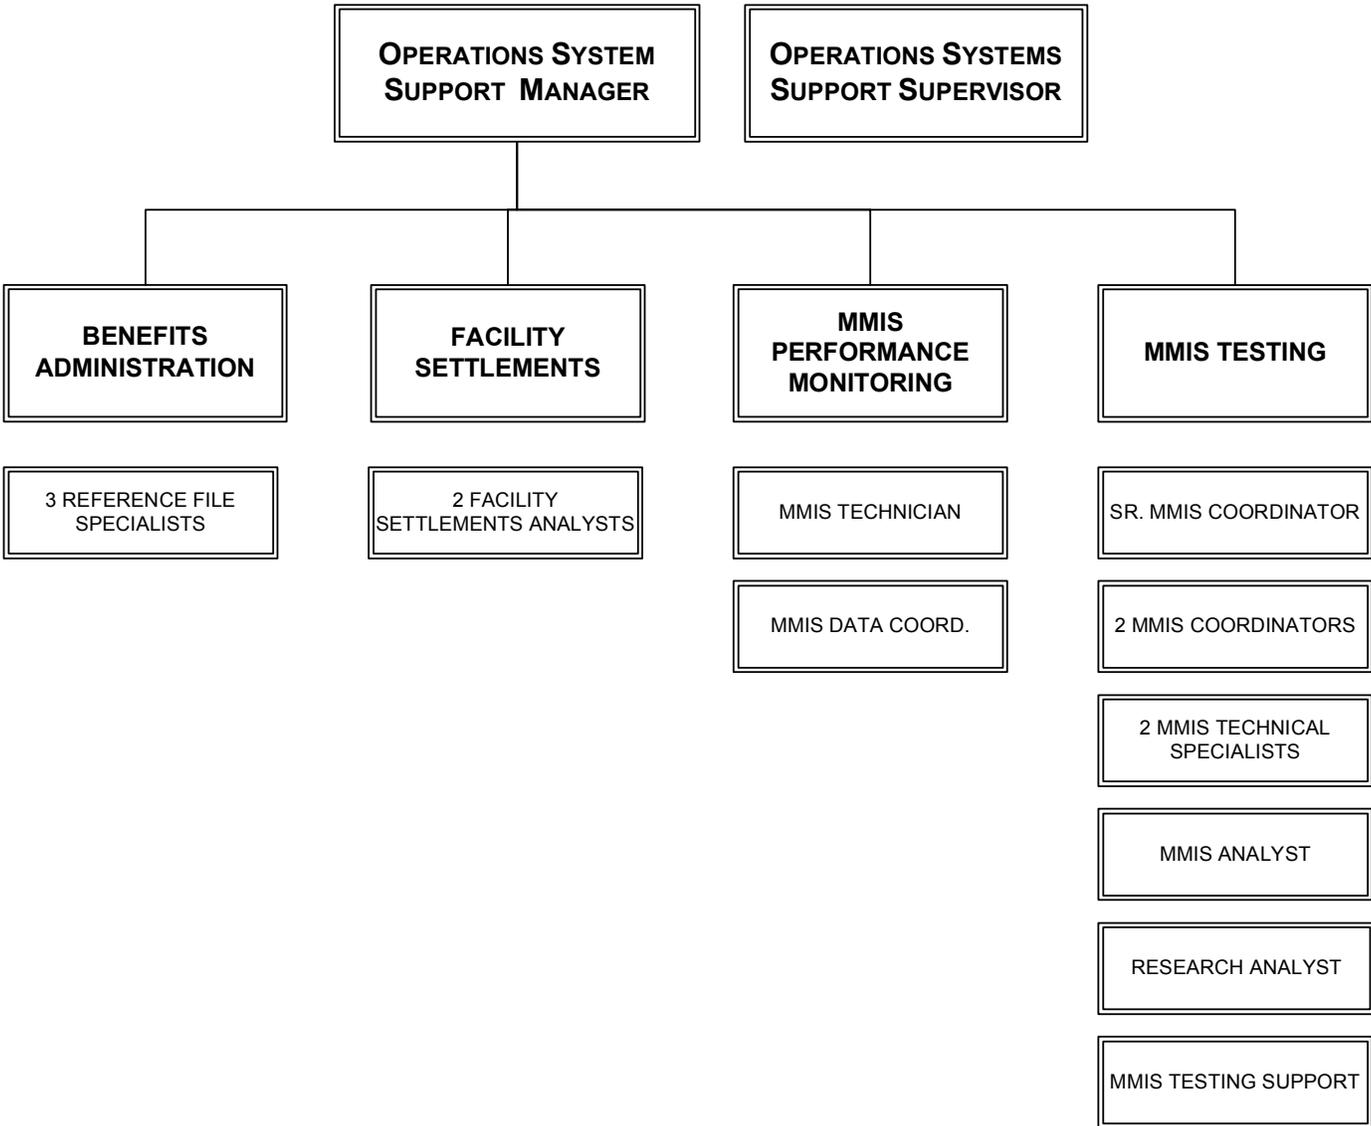 OPERATIONS SYSTEM
SUPPORT MANAGER
OPERATIONS SYSTEMS
SUPPORT SUPERVISOR
BENEFITS
ADMINISTRATION
FACILITY
SETTLEMENTS
MMIS
PERFORMANCE
MONITORING
MMIS TESTING
3 REFERENCE FILE
SPECIALISTS
2 FACILITY
SETTLEMENTS ANALYSTS
MMIS TECHNICIAN
SR. MMIS COORDINATOR
MMIS DATA COORD.
2 MMIS COORDINATORS
2 MMIS TECHNICAL
SPECIALISTS
MMIS ANALYST
RESEARCH ANALYST
MMIS TESTING SUPPORT